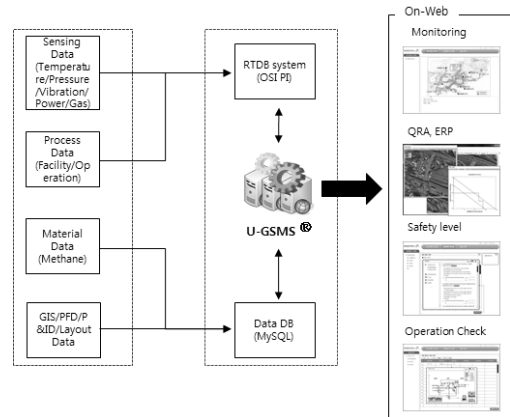 Sensing
Data
(Temperatu
re/Pressure
/Vibration/
Power/Gas)
Process
Data
(Facility/Op
eration)
Material
Data
(Methane)
GIS/PFD/P
&ID/Layout
Data
RTDB system
(OSI PI)
U-GSMS ®
Data DB
(MySQL)
On-Web
Monitoring
QRA, ERP
Safety level
Operation Check